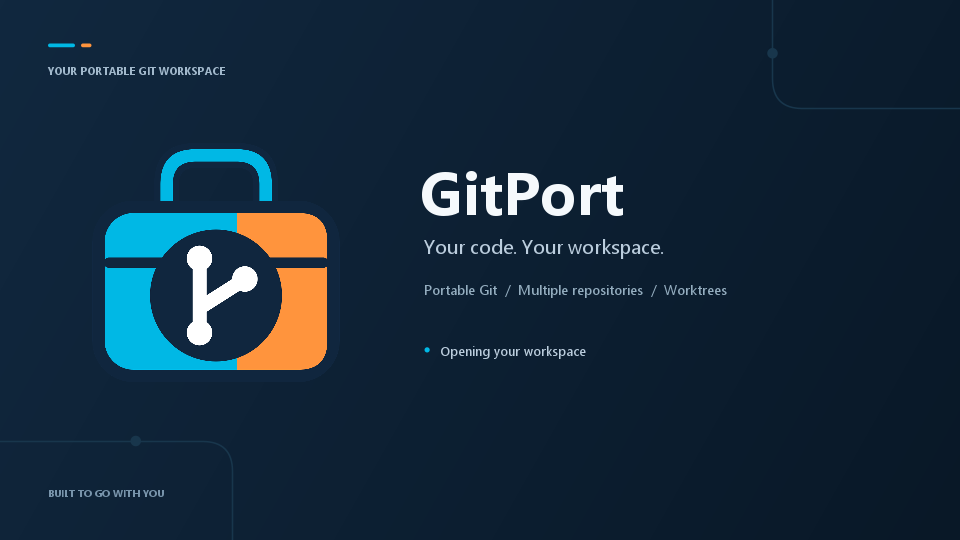 YOUR PORTABLE GIT WORKSPACE
GitPort
Your code. Your workspace.
Portable Git / Multiple repositories / Worktrees
Opening your workspace
BUILT TO GO WITH YOU